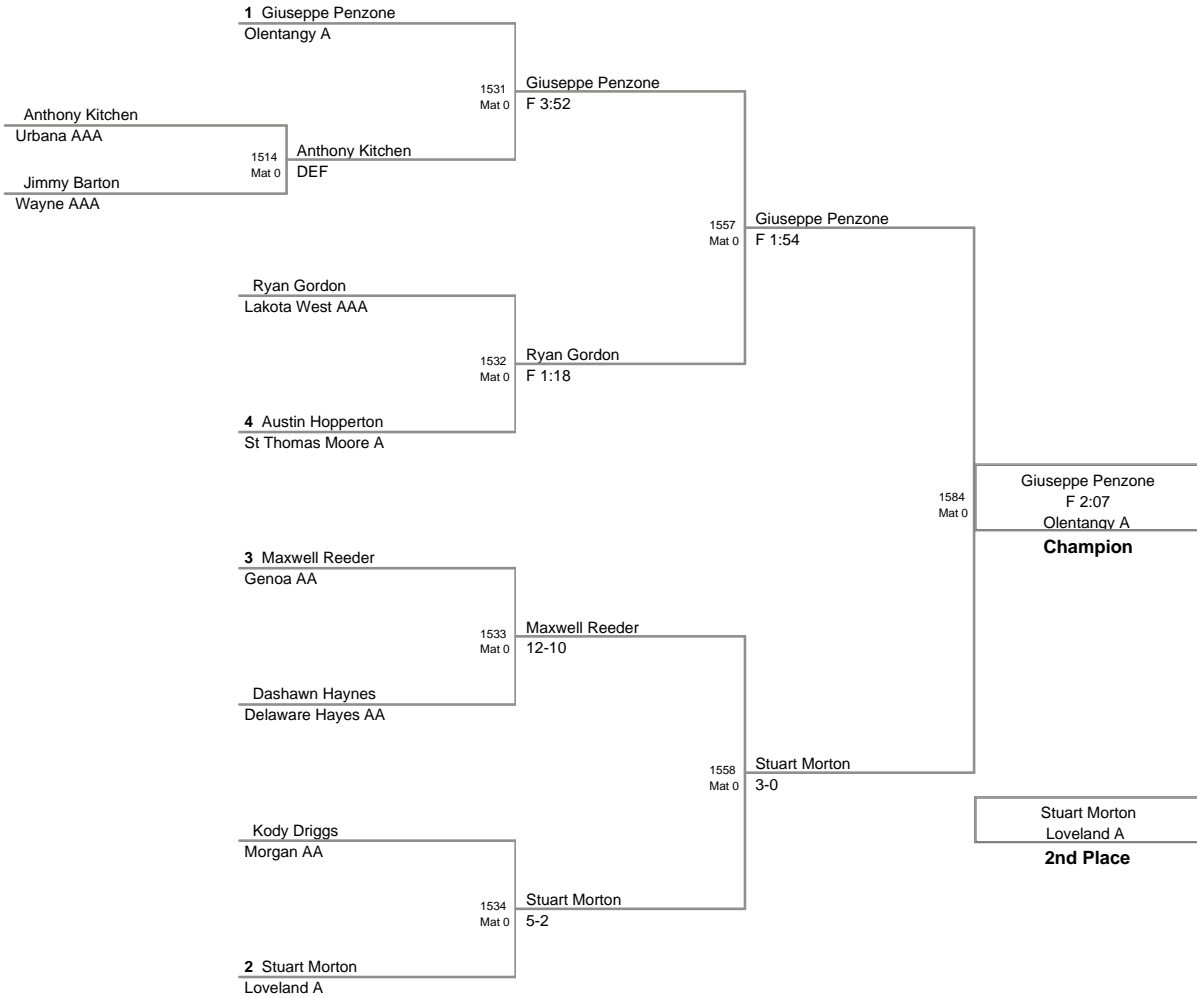 1 Giuseppe Penzone
Olentangy A
1531
Mat 0
Giuseppe Penzone
F 3:52
Anthony Kitchen
Urbana AAA
1514
Mat 0
Anthony Kitchen
DEF
Jimmy Barton
Wayne AAA
1557
Mat 0
Giuseppe Penzone
F 1:54
Ryan Gordon
Lakota West AAA
1532
Mat 0
Ryan Gordon
F 1:18
4 Austin Hopperton
St Thomas Moore A
1584
Mat 0
Giuseppe Penzone
F 2:07
Olentangy A
Champion
3 Maxwell Reeder
Genoa AA
1533
Mat 0
Maxwell Reeder
12-10
Dashawn Haynes
Delaware Hayes AA
1558
Mat 0
Stuart Morton
3-0
Stuart Morton
Loveland A
2nd Place
Kody Driggs
Morgan AA
1534
Mat 0
Stuart Morton
5-2
2 Stuart Morton
Loveland A